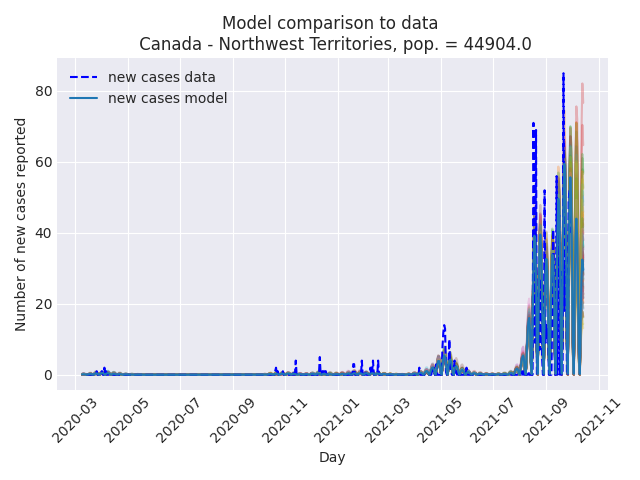 Model comparison to data
Canada - Northwest Territories, pop. = 44904.0
new cases data
new cases model
Number of new cases reported
80
60
40
20
0
2020-03
2020-05
2020-07
2020-09
2020-11
2021-01
2021-03
2021-05
2021-07
2021-09
2021-11
Day